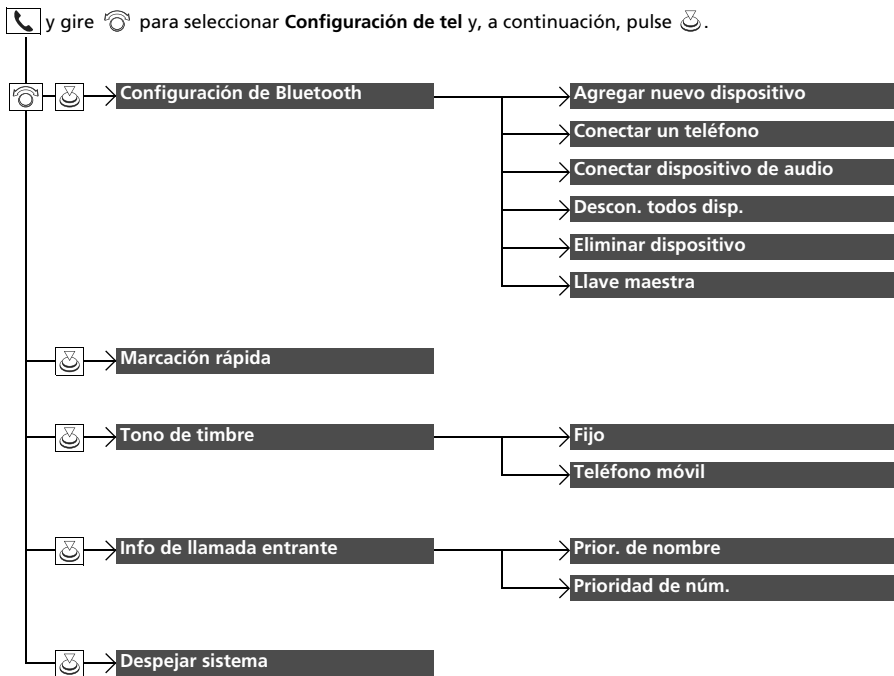 y gire para seleccionar Configuración de tel y, a continuación, pulse .
Configuración de Bluetooth
Agregar nuevo dispositivo
Conectar un teléfono
Conectar dispositivo de audio
Descon. todos disp.
Eliminar dispositivo
Llave maestra
Marcación rápida
Tono de timbre
Fijo
Teléfono móvil
Info de llamada entrante
Prior. de nombre
Prioridad de núm.
Despejar sistema